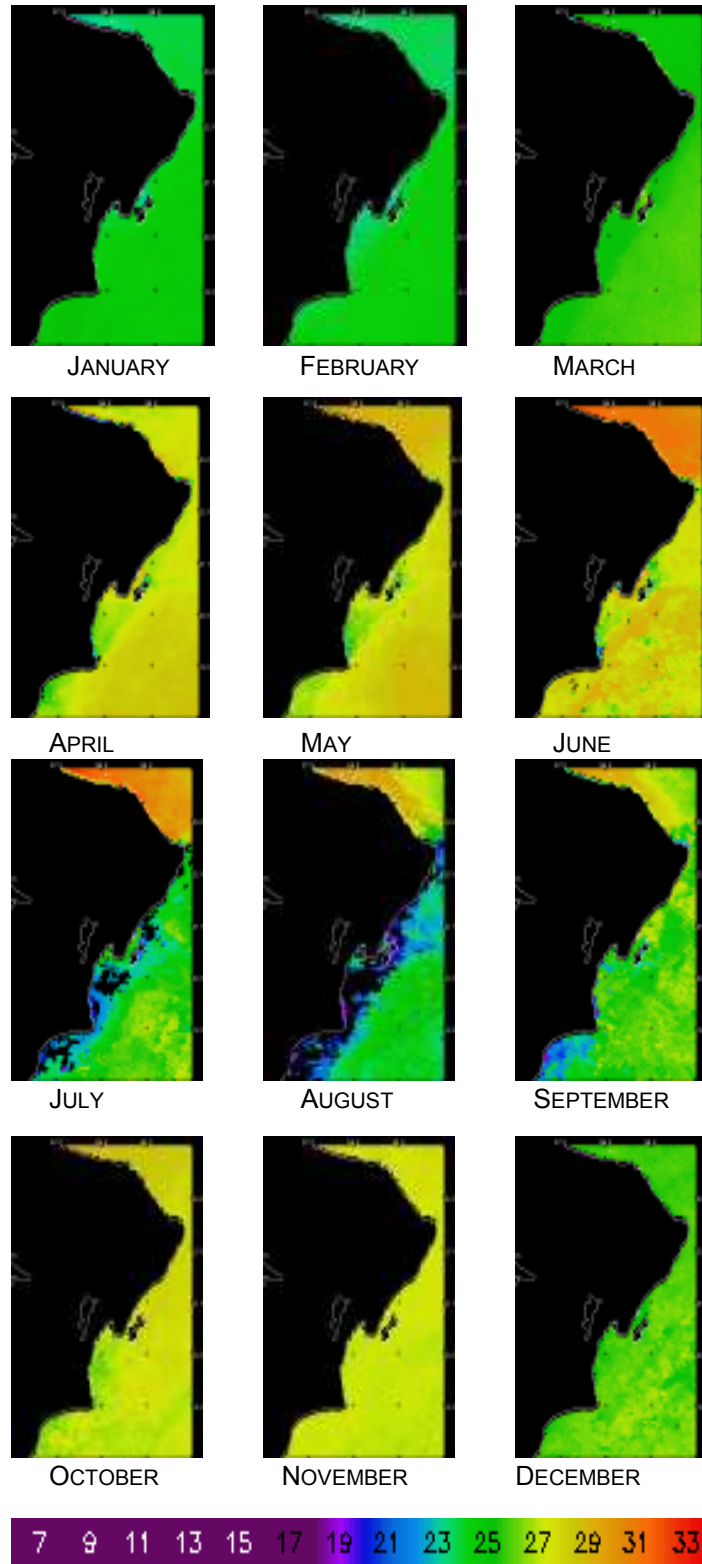 JANUARY FEBRUARY MARCH
APRIL MAY JUNE
JULY AUGUST SEPTEMBER
OCTOBER NOVEMBER DECEMBER
7 9 11 13 15 17 19 21 23 25 27 29 31 33